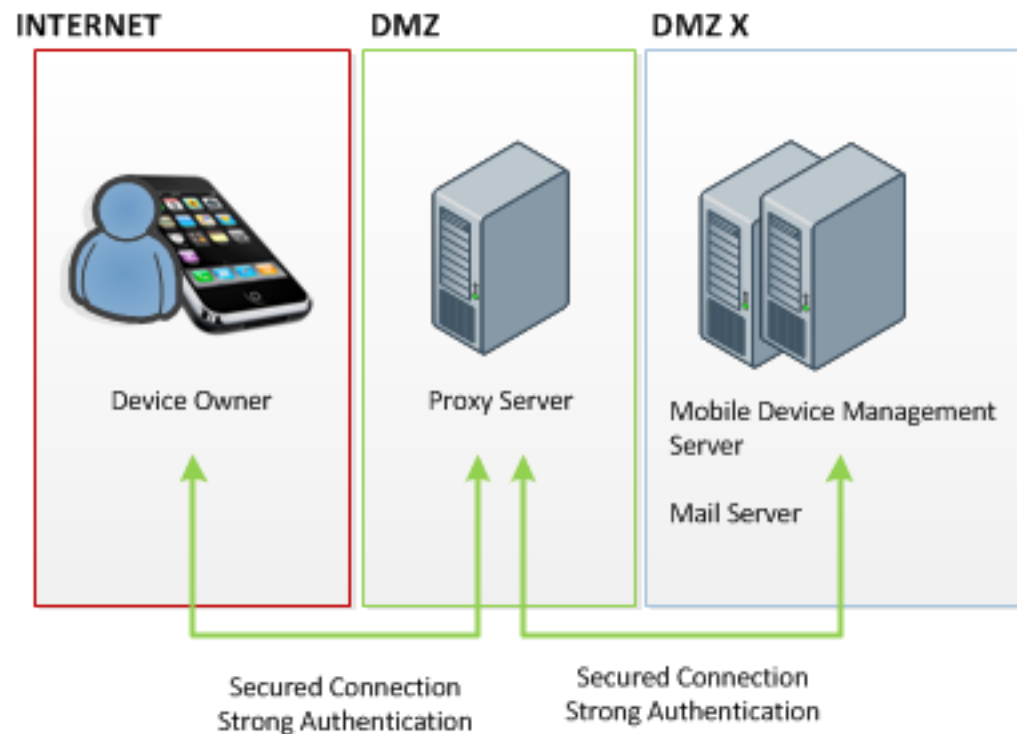 INTERNET
DMZ
DMZ X
Device Owner
Proxy Server
Mobile Device Management
Server
Mail Server
Secured Connection
Strong Authentication
Secured Connection
Strong Authentication